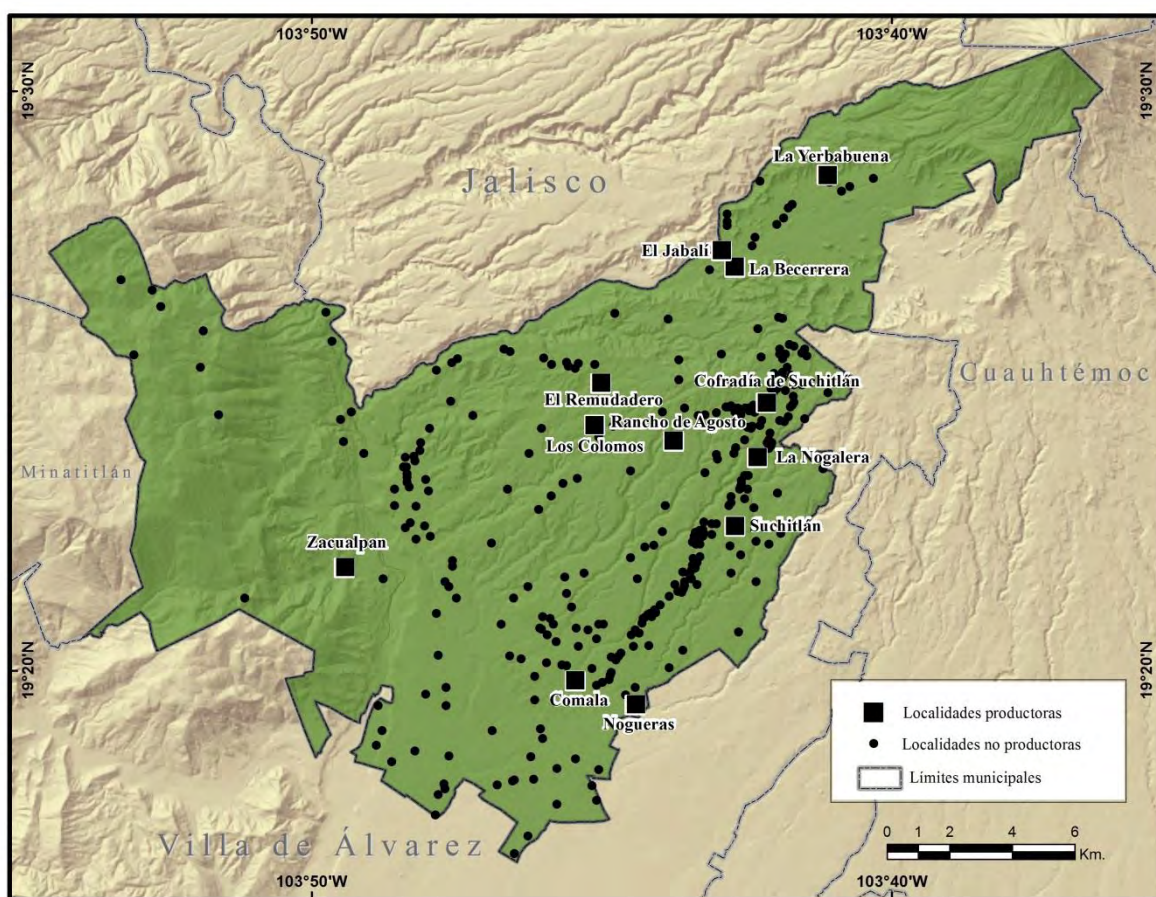 103°50'W
103°40'W
19°30'N
19°30'N
La Yerbabuena
Jalisco
El Jabalí
La Becerrera
Cuauhtémoc
Cofradía de Suchitlán
El Remudadero
Rancho de Agosto
Los Colomos
La Nogalera
Minatitlán
Suchitlán
Zacualpan
19°20'N
19°20'N
Comala
Nogueras
Localidades productoras
Localidades no productoras
Limites municipales
Villa de Álvarez
0 1 2 4 6
Km.
103°50'W
103°40'W